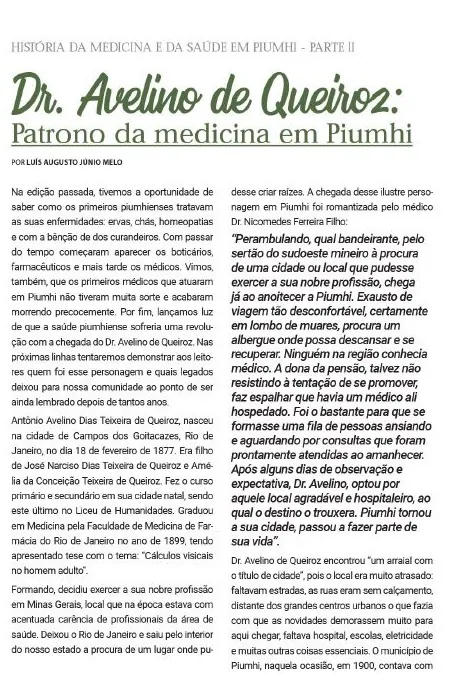 HISTÓRIA DA MEDICINA E DA SAÚDE EM PIUMHI - PARTE II
Dr. Avelino de Queiroz:
Patrono da medicina em Piumhi
POR LUÍS AUGUSTO JÚNIO MELO
Na edição passada, tivemos a oportunidade de
saber como os primeiros piumhienses tratavam
as suas enfermidades: ervas, chás, homeopatias
e com a bênção de dos curandeiros. Com passar
do tempo começaram aparecer os boticários,
farmacêuticos e mais tarde os médicos. Vimos,
também, que os primeiros médicos que atuaram
em Piumhi não tiveram muita sorte e acabaram
morrendo precocemente. Por fim, lançamos luz
de que a saúde piumhiense sofreria uma revolu-
ção com a chegada do Dr. Avelino de Queiroz. Nas
próximas linhas tentaremos demonstrar aos leito-
res quem foi esse personagem e quais legados
deixou para nossa comunidade ao ponto de ser
ainda lembrado depois de tantos anos.
Antônio Avelino Dias Teixeira de Queiroz, nasceu
na cidade de Campos dos Goitacazes, Rio de
Janeiro, no dia 18 de fevereiro de 1877. Era filho
de José Narciso Dias Teixeira de Queiroz e Amé-
lia da Conceição Teixeira de Queiroz. Fez o curso
primário e secundário em sua cidade natal, sendo
este último no Liceu de Humanidades. Graduou
em Medicina pela Faculdade de Medicina de Far-
mácia do Rio de Janeiro no ano de 1899, tendo
apresentado tese com o tema: "Cálculos visicais
no homem adulto".
Formando, decidiu exercer a sua nobre profissão
em Minas Gerais, local que na época estava com
acentuada carência de profissionais da área de
saúde. Deixou o Rio de Janeiro e saiu pelo interior
do nosso estado a procura de um lugar onde pu-
desse criar raízes. A chegada desse ilustre perso-
nagem em Piumhi foi romantizada pelo médico
Dr. Nicomedes Ferreira Filho:
"Perambulando, qual bandeirante, pelo
sertão do sudoeste mineiro à procura
de uma cidade ou local que pudesse
exercer a sua nobre profissão, chega
já ao anoitecer a Piumhi. Exausto de
viagem tão desconfortável, certamente
em lombo de muares, procura um
albergue onde possa descansar e se
recuperar. Ninguém na região conhecia
médico. A dona da pensão, talvez não
resistindo à tentação de se promover,
faz espalhar que havia um médico ali
hospedado. Foi o bastante para que se
formasse uma fila de pessoas ansiando
e aguardando por consultas que foram
prontamente atendidas ao amanhecer.
Após alguns dias de observação e
expectativa, Dr. Avelino, optou por
aquele local agradável e hospitaleiro, ao
qual o destino o trouxera. Piumhi tornou
a sua cidade, passou a fazer parte de
sua vida".
Dr. Avelino de Queiroz encontrou "um arraial com
o título de cidade", pois o local era muito atrasado:
faltavam estradas, as ruas eram sem calçamento,
distante dos grandes centros urbanos o que fazia
com que as novidades demorassem muito para
aqui chegar, faltava hospital, escolas, eletricidade
e muitas outras coisas essenciais. O município de
Piumhi, naquela ocasião, em 1900, contava com